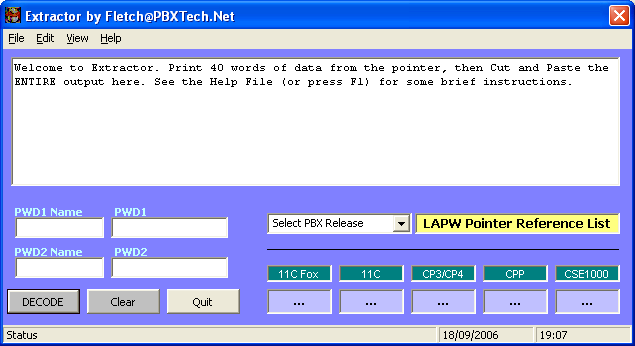 Extractor by Fletch@PBXTech.Net
File Edit View Help
Welcome to Extractor. Print 40 words of data from the pointer, then Cut and Paste the
ENTIRE output here. See the Help File (or press F1) for some brief instructions.
PWD1 Name PWD1
Select PBX Release LAPW Pointer Reference List
PWD2 Name PWD2
11C Fox 11C CP3/CP4 CPP CSE1000
DECODE Clear Quit ... ... ... ... ...
Status 18/09/2006 19:07